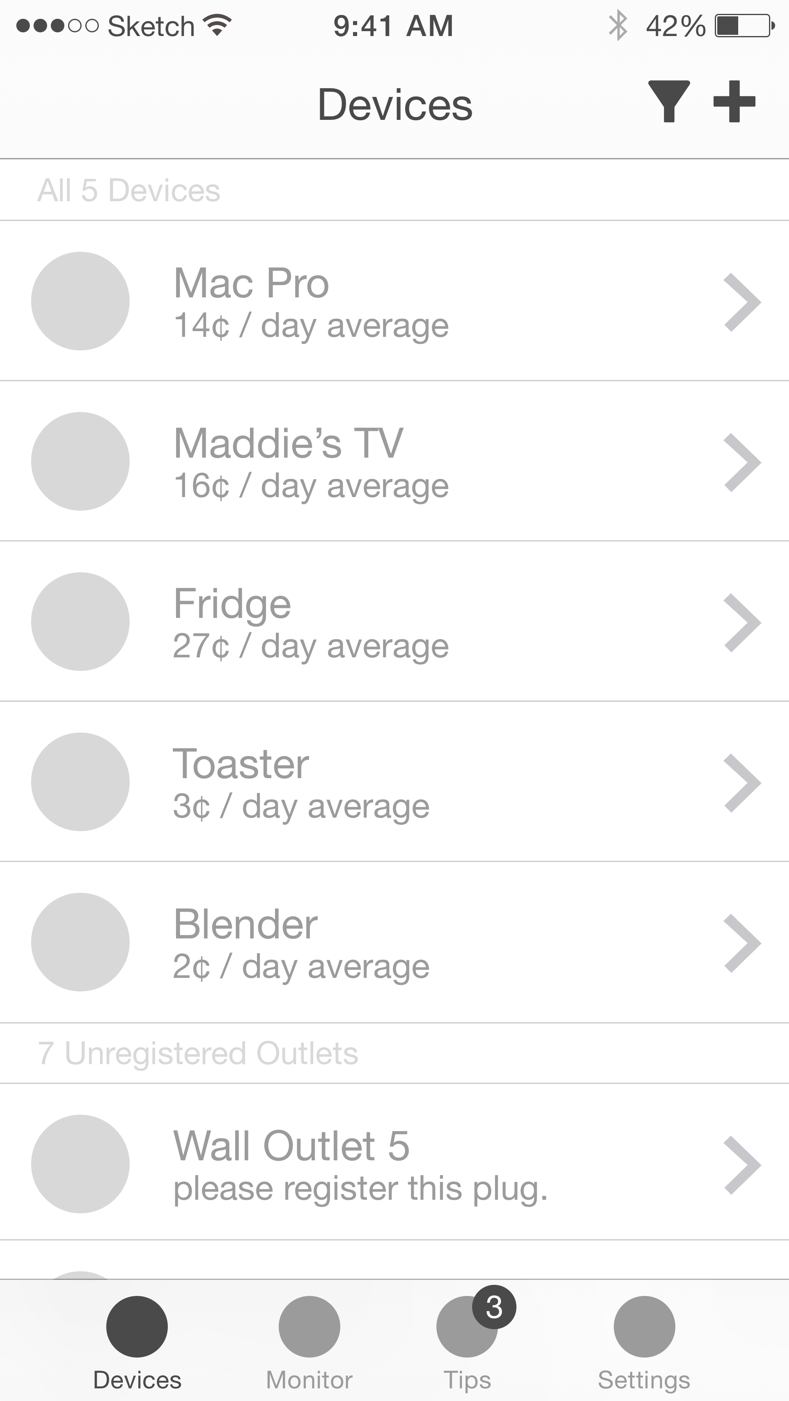 Sketch 9:41 AM 42%
Devices
All 5 Devices
Mac Pro
14¢ / day average
Maddie’s TV
16¢ / day average
Fridge
27¢ / day average
Toaster
3¢ / day average
Blender
2¢ / day average
7 Unregistered Outlets
Wall Outlet 5
please register this plug.
3
Devices Monitor Tips Settings